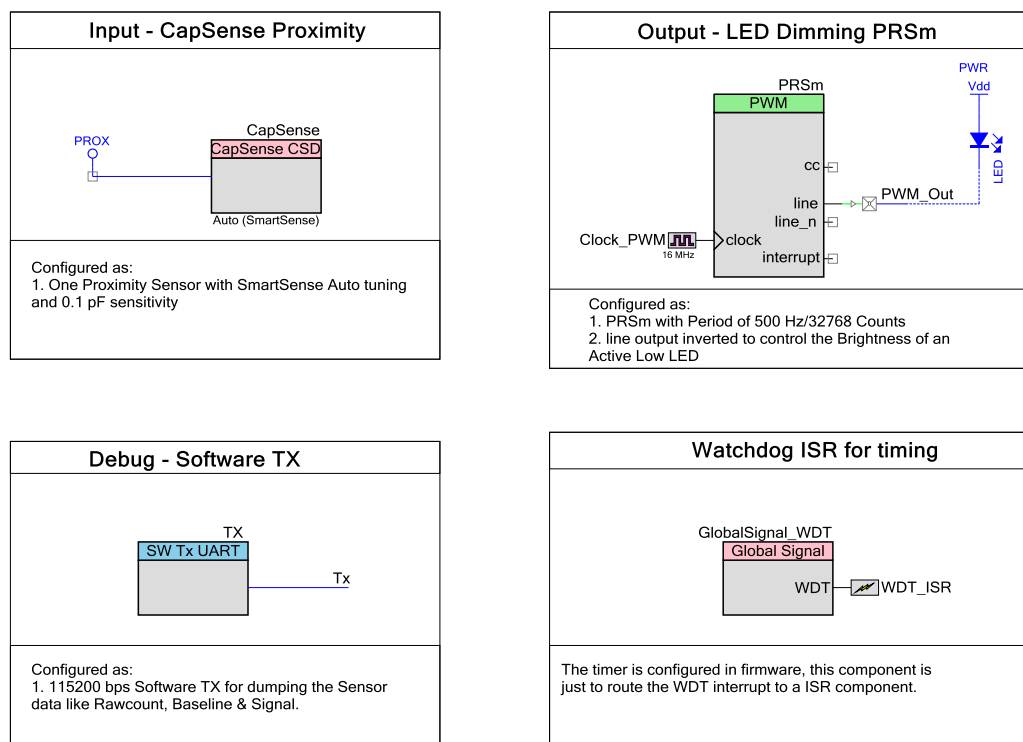 Input - CapSense Proximity
PROX
CapSense
CapSense CSD
Auto (SmartSense)
Configured as:
1. One Proximity Sensor with SmartSense Auto tuning
and 0.1 pF sensitivity
Output - LED Dimming PRSm
PWR
Vdd
LED
PRSm
PWM
cc
line
PWM_Out
line_n
Clock_PWM
16 MHz
clock
interrupt
Configured as:
1. PRSm with Period of 500 Hz/32768 Counts
2. line output inverted to control the Brightness of an
Active Low LED
Debug - Software TX
TX
SW Tx UART
Tx
Configured as:
1. 115200 bps Software TX for dumping the Sensor
data like Rawcount, Baseline & Signal.
Watchdog ISR for timing
GlobalSignal_WDT
Global Signal
WDT
WDT_ISR
The timer is configured in firmware, this component is
just to route the WDT interrupt to a ISR component.